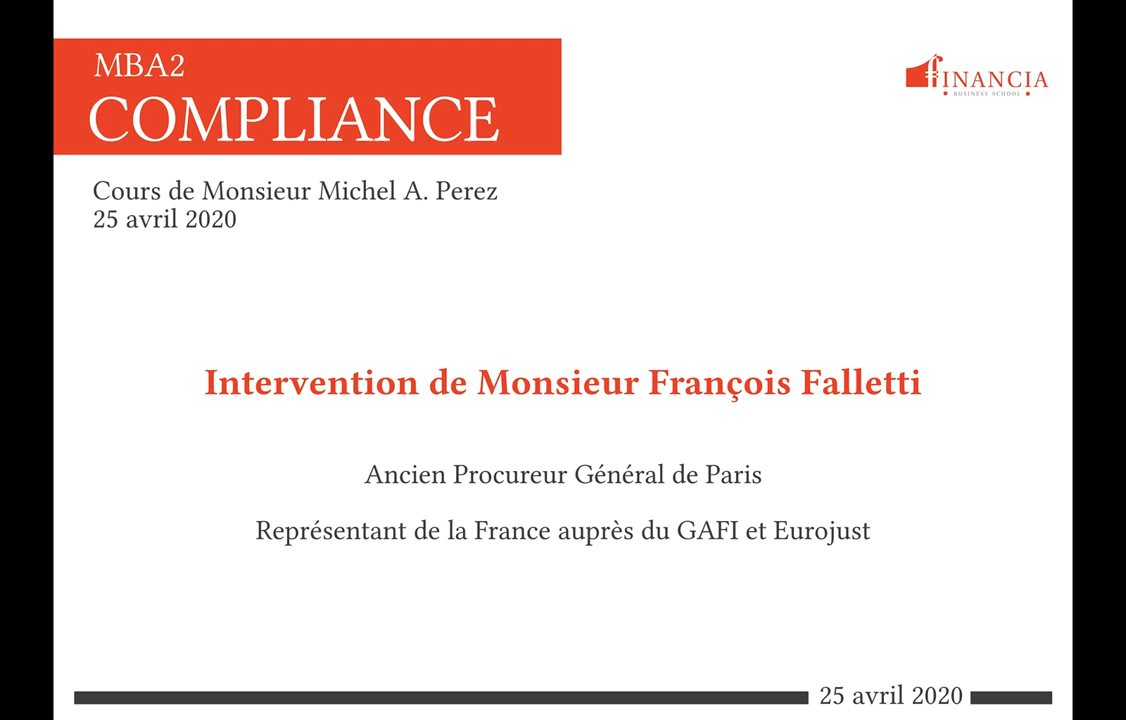 MBA2
COMPLIANCE
FINANCIA
BUSINESS SCHOOL
Cours de Monsieur Michel A. Perez
25 avril 2020
Intervention de Monsieur François Falletti
Ancien Procureur Général de Paris
Représentant de la France auprès du GAFI et Eurojust
25 avril 2020